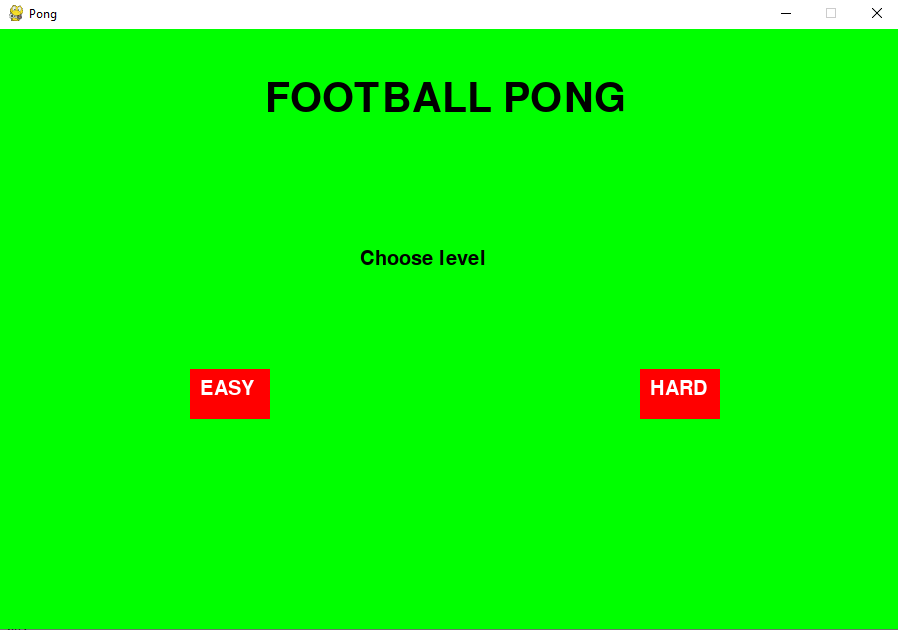 Pong
FOOTBALL PONG
Choose level
EASY
HARD